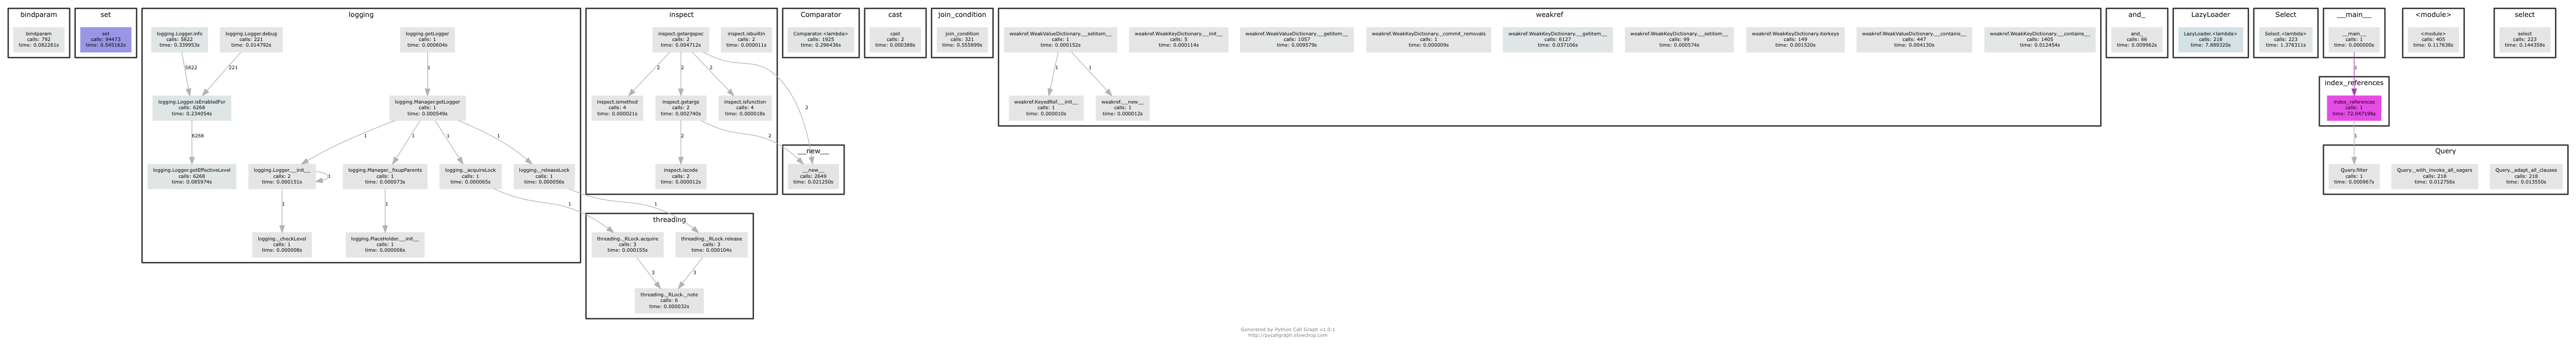 bindparam
bindparam
calls: 792
time: 0.082261s
set
set
calls: 94473
time: 0.545162s
logging
logging.Logger.info
calls: 5822
time: 0.339953s
logging.Logger.debug
calls: 221
time: 0.014792s
logging.getLogger
calls: 1
time: 0.000604s
5822
221
1
logging.Logger.isEnabledFor
calls: 6268
time: 0.234054s
logging.Manager.getLogger
calls: 1
time: 0.000549s
6268
1
1
1
1
logging.Logger.getEffectiveLevel
calls: 6268
time: 0.085974s
logging.Logger.__init__
calls: 2
time: 0.000151s
1
logging.Manager._fixupParents
calls: 1
time: 0.000073s
logging._acquireLock
calls: 1
time: 0.000065s
logging._releaseLock
calls: 1
time: 0.000056s
1
1
1
1
logging._checkLevel
calls: 1
time: 0.000008s
logging.PlaceHolder.__init__
calls: 1
time: 0.000006s
inspect
inspect.getargspec
calls: 2
time: 0.004712s
inspect.isbuiltin
calls: 2
time: 0.000011s
2
2
2
2
inspect.ismethod
calls: 4
time: 0.000021s
inspect.getargs
calls: 2
time: 0.002740s
inspect.isfunction
calls: 4
time: 0.000018s
2
2
inspect.iscode
calls: 2
time: 0.000012s
threading
threading._RLock.acquire
calls: 3
time: 0.000155s
threading._RLock.release
calls: 3
time: 0.000104s
3
3
threading._RLock._note
calls: 6
time: 0.000032s
Comparator
Comparator.<lambda>
calls: 1925
time: 0.296436s
__new__
__new__
calls: 2649
time: 0.021250s
cast
cast
calls: 2
time: 0.000388s
join_condition
join_condition
calls: 321
time: 0.555899s
weakref
weakref.WeakValueDictionary.__setitem__
calls: 1
time: 0.000152s
weakref.WeakKeyDictionary.__init__
calls: 5
time: 0.000114s
weakref.WeakValueDictionary.__getitem__
calls: 1057
time: 0.009579s
weakref.WeakKeyDictionary._commit_removals
calls: 1
time: 0.000009s
weakref.WeakKeyDictionary.__getitem__
calls: 6127
time: 0.037106s
weakref.WeakKeyDictionary.__setitem__
calls: 99
time: 0.000574s
weakref.WeakKeyDictionary.iterkeys
calls: 149
time: 0.001520s
weakref.WeakValueDictionary.__contains__
calls: 447
time: 0.004130s
weakref.WeakKeyDictionary.__contains__
calls: 1405
time: 0.012454s
1
1
weakref.KeyedRef.__init__
calls: 1
time: 0.000010s
weakref.__new__
calls: 1
time: 0.000012s
and_
and_
calls: 66
time: 0.009962s
LazyLoader
LazyLoader.<lambda>
calls: 218
time: 7.889320s
Select
Select.<lambda>
calls: 223
time: 1.378311s
__main__
__main__
calls: 1
time: 0.000000s
1
index_references
index_references
calls: 1
time: 72.047196s
1
Query
Query.filter
calls: 1
time: 0.000967s
Query._with_invoke_all_eagers
calls: 218
time: 0.012756s
Query._adapt_all_clauses
calls: 218
time: 0.013550s
<module>
<module>
calls: 405
time: 0.117638s
select
select
calls: 223
time: 0.144358s
Generated by Python Call Graph v1.0.1
http://pycallgraph.slowchop.com